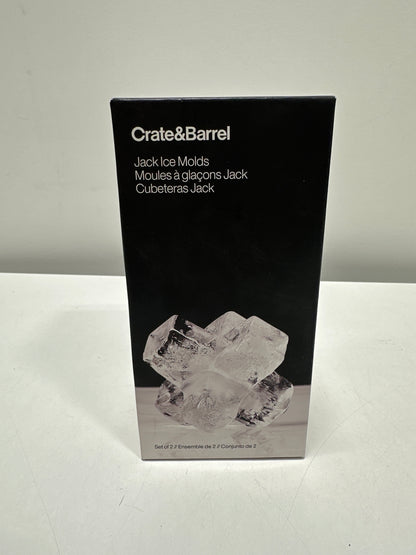 Crate&Barrel
Jack Ice Molds
Moules à glaçons Jack
Cubeteras Jack
Set of 2 // Ensemble de 2 // Conjunto de 2